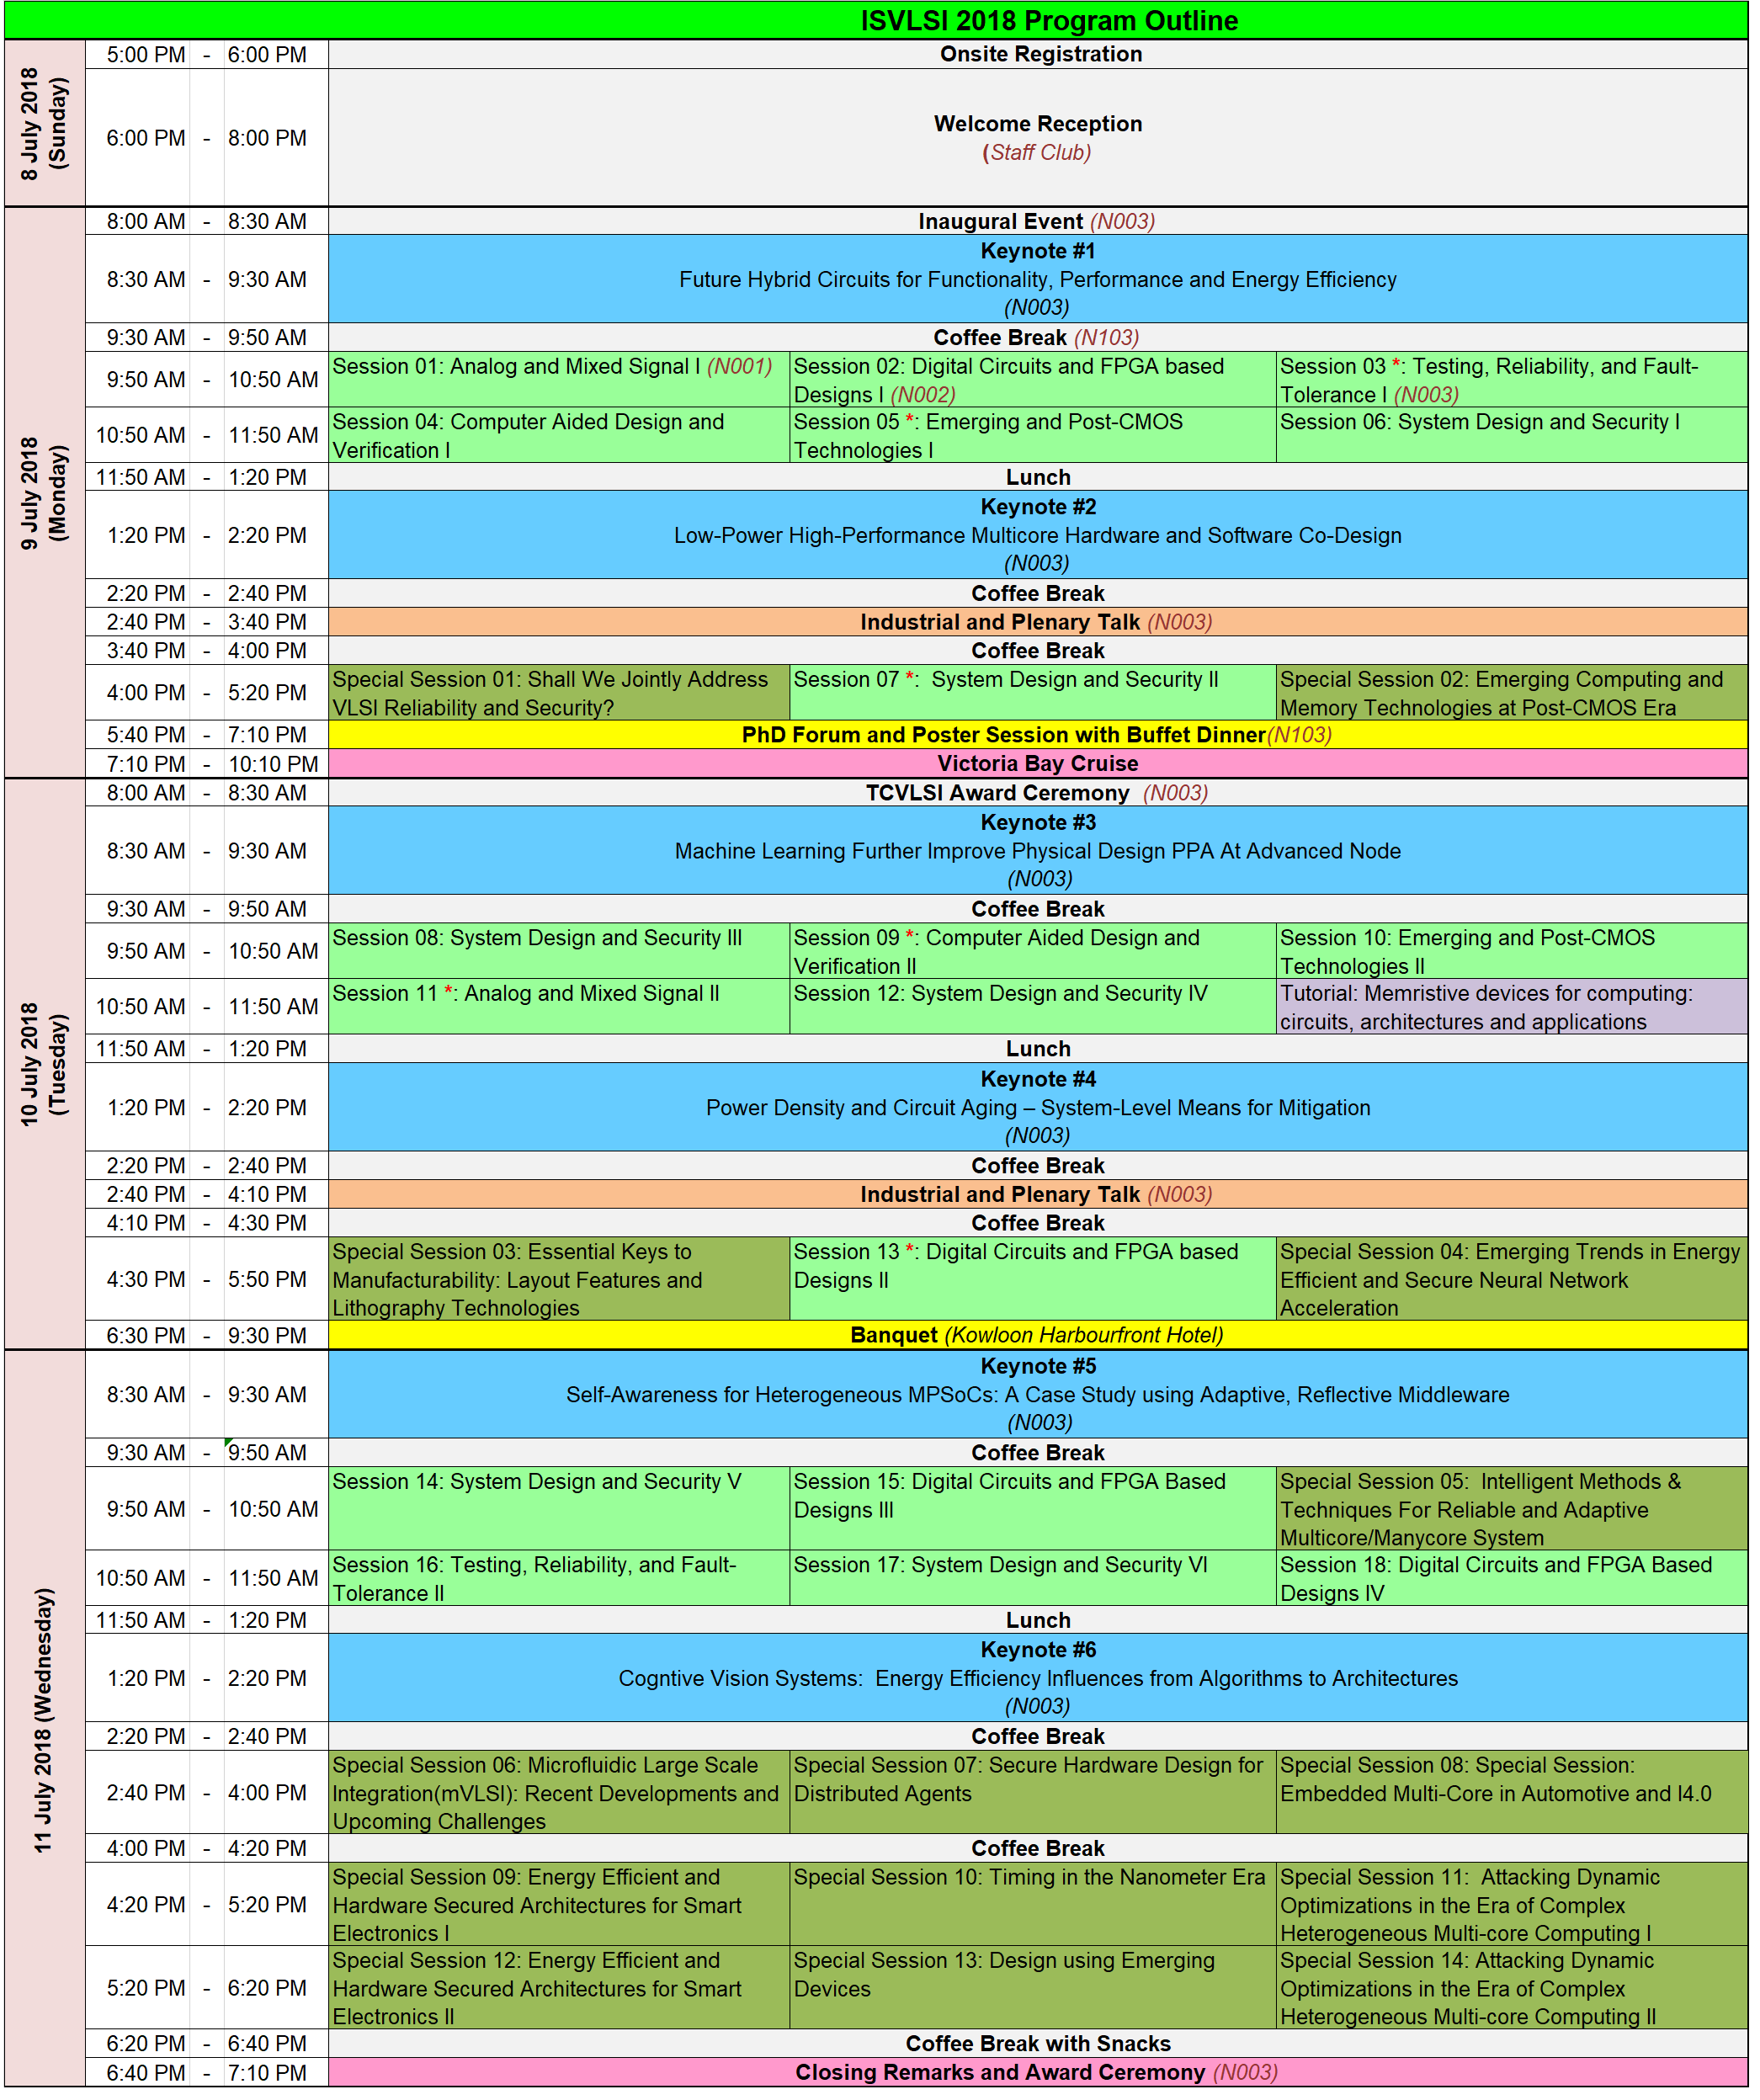 ISVLSI 2018 Program Outline
8 July 2018
(Sunday)
5:00 PM - 6:00 PM
Onsite Registration
6:00 PM - 8:00 PM
Welcome Reception
(Staff Club)
9 July 2018
(Monday)
8:00 AM - 8:30 AM
Inaugural Event (N003)
8:30 AM - 9:30 AM
Keynote #1
Future Hybrid Circuits for Functionality, Performance and Energy Efficiency
(N003)
9:30 AM - 9:50 AM
Coffee Break (N103)
9:50 AM - 10:50 AM
Session 01: Analog and Mixed Signal I (N001)
Session 02: Digital Circuits and FPGA based
Designs I (N002)
Session 03 *: Testing, Reliability, and Fault-
Tolerance I (N003)
10:50 AM - 11:50 AM
Session 04: Computer Aided Design and
Verification I
Session 05 *: Emerging and Post-CMOS
Technologies I
Session 06: System Design and Security I
11:50 AM - 1:20 PM
Lunch
1:20 PM - 2:20 PM
Keynote #2
Low-Power High-Performance Multicore Hardware and Software Co-Design
(N003)
2:20 PM - 2:40 PM
Coffee Break
2:40 PM - 3:40 PM
Industrial and Plenary Talk (N003)
3:40 PM - 4:00 PM
Coffee Break
4:00 PM - 5:20 PM
Special Session 01: Shall We Jointly Address
VLSI Reliability and Security?
Session 07 *: System Design and Security II
Special Session 02: Emerging Computing and
Memory Technologies at Post-CMOS Era
5:40 PM - 7:10 PM
PhD Forum and Poster Session with Buffet Dinner(N103)
7:10 PM - 10:10 PM
Victoria Bay Cruise
10 July 2018
(Tuesday)
8:00 AM - 8:30 AM
TCVLSI Award Ceremony (N003)
8:30 AM - 9:30 AM
Keynote #3
Machine Learning Further Improve Physical Design PPA At Advanced Node
(N003)
9:30 AM - 9:50 AM
Coffee Break
9:50 AM - 10:50 AM
Session 08: System Design and Security III
Session 09 *: Computer Aided Design and
Verification II
Session 10: Emerging and Post-CMOS
Technologies II
10:50 AM - 11:50 AM
Session 11 *: Analog and Mixed Signal II
Session 12: System Design and Security IV
Tutorial: Memristive devices for computing:
circuits, architectures and applications
11:50 AM - 1:20 PM
Lunch
1:20 PM - 2:20 PM
Keynote #4
Power Density and Circuit Aging – System-Level Means for Mitigation
(N003)
2:20 PM - 2:40 PM
Coffee Break
2:40 PM - 4:10 PM
Industrial and Plenary Talk (N003)
4:10 PM - 4:30 PM
Coffee Break
4:30 PM - 5:50 PM
Special Session 03: Essential Keys to
Manufacturability: Layout Features and
Lithography Technologies
Session 13 *: Digital Circuits and FPGA based
Designs II
Special Session 04: Emerging Trends in Energy
Efficient and Secure Neural Network
Acceleration
6:30 PM - 9:30 PM
Banquet (Kowloon Harbourfront Hotel)
11 July 2018 (Wednesday)
8:30 AM - 9:30 AM
Keynote #5
Self-Awareness for Heterogeneous MPSoCs: A Case Study using Adaptive, Reflective Middleware
(N003)
9:30 AM - 9:50 AM
Coffee Break
9:50 AM - 10:50 AM
Session 14: System Design and Security V
Session 15: Digital Circuits and FPGA Based
Designs III
Special Session 05: Intelligent Methods &
Techniques For Reliable and Adaptive
Multicore/Manycore System
10:50 AM - 11:50 AM
Session 16: Testing, Reliability, and Fault-
Tolerance II
Session 17: System Design and Security VI
Session 18: Digital Circuits and FPGA Based
Designs IV
11:50 AM - 1:20 PM
Lunch
1:20 PM - 2:20 PM
Keynote #6
Cogntive Vision Systems: Energy Efficiency Influences from Algorithms to Architectures
(N003)
2:20 PM - 2:40 PM
Coffee Break
2:40 PM - 4:00 PM
Special Session 06: Microfluidic Large Scale
Integration(mVLSI): Recent Developments and
Upcoming Challenges
Special Session 07: Secure Hardware Design for
Distributed Agents
Special Session 08: Special Session:
Embedded Multi-Core in Automotive and I4.0
4:00 PM - 4:20 PM
Coffee Break
4:20 PM - 5:20 PM
Special Session 09: Energy Efficient and
Hardware Secured Architectures for Smart
Electronics I
Special Session 10: Timing in the Nanometer Era
Special Session 11: Attacking Dynamic
Optimizations in the Era of Complex
Heterogeneous Multi-core Computing I
5:20 PM - 6:20 PM
Special Session 12: Energy Efficient and
Hardware Secured Architectures for Smart
Electronics II
Special Session 13: Design using Emerging
Devices
Special Session 14: Attacking Dynamic
Optimizations in the Era of Complex
Heterogeneous Multi-core Computing II
6:20 PM - 6:40 PM
Coffee Break with Snacks
6:40 PM - 7:10 PM
Closing Remarks and Award Ceremony (N003)